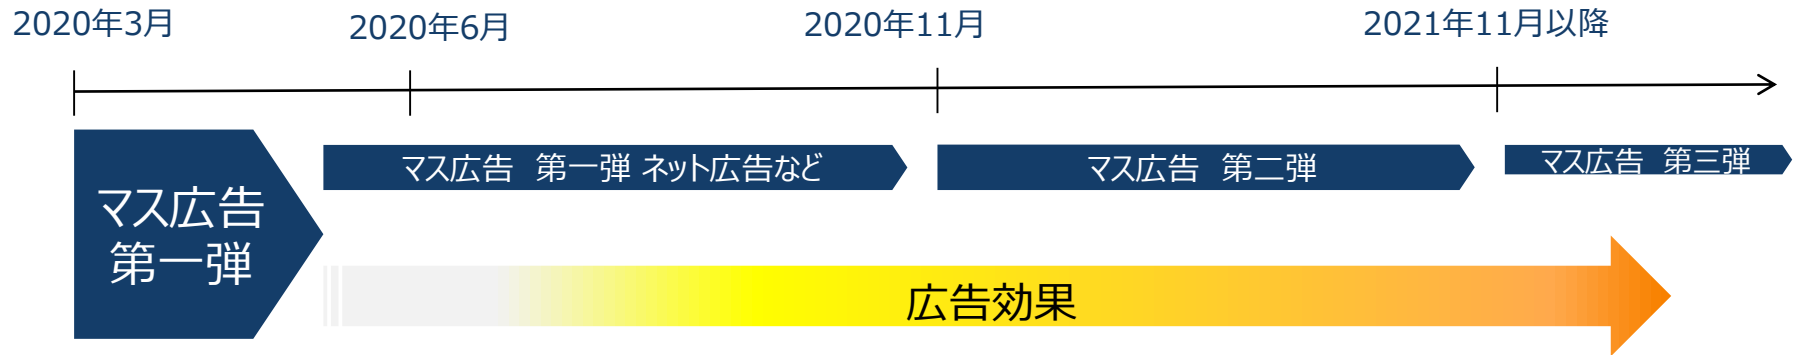 2020年3月
2020年6月
2020年11月
2021年11月以降
マス広告
第一弾
マス広告　第一弾 ネット広告など
マス広告　第二弾
マス広告　第三弾
広告効果